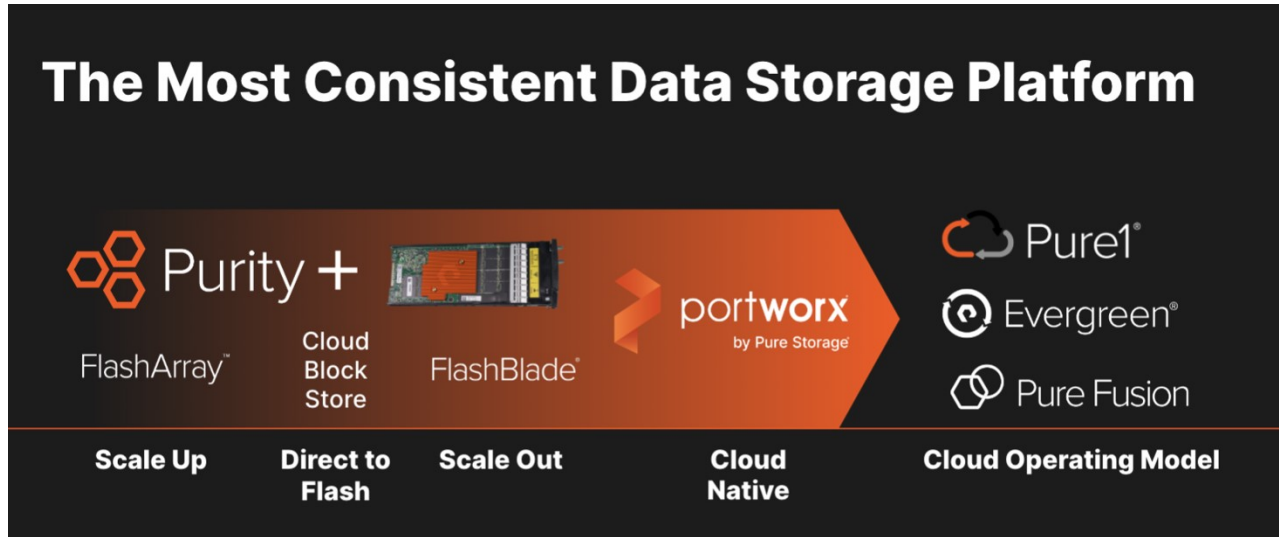 The Most Consistent Data Storage Platform
Purity +
FlashArray™
Cloud
Block
Store
FlashBlade®
portworx
by Pure Storage®
Pure1®
Evergreen®
Pure Fusion
Scale Up
Direct to
Flash
Scale Out
Cloud
Native
Cloud Operating Model